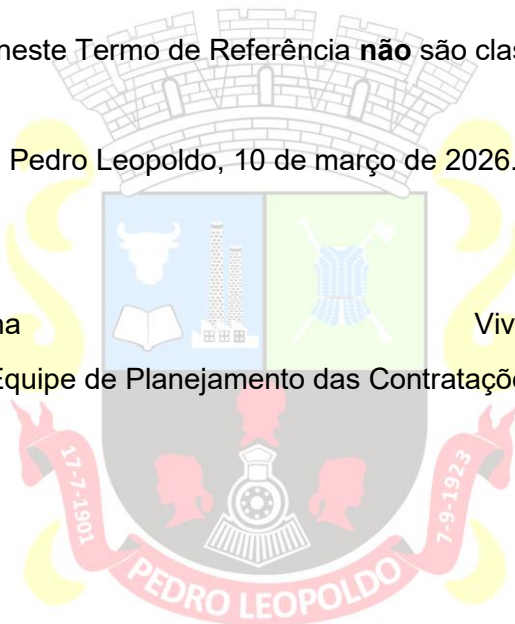 neste Termo de Referência não são clas
Pedro Leopoldo, 10 de março de 2026.
na Viv
Equipe de Planejamento das Contrataçõe
17-7-1901
7-9-1923
PEDRO LEOPOLDO